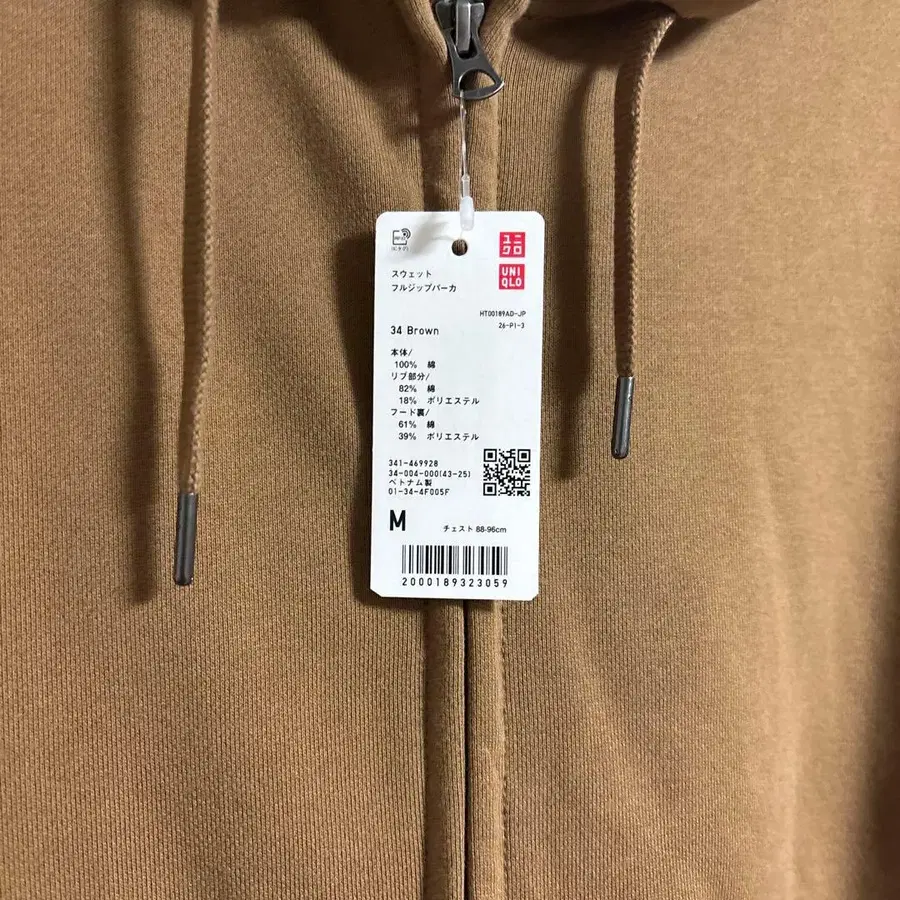 ユニ
クロ
UNI
QLO
スウェット
フルジップパーカ
HT00189AD-JP
26-P1-3
34 Brown
本体/
100% 綿
リブ部分/
82% 綿
18% ポリエステル
フード裏/
61% 綿
39% ポリエステル
341-469928
34-004-000(43-25)
ベトナム製
01-34-4F005F
M
チェスト 88-96cm
2000189323059